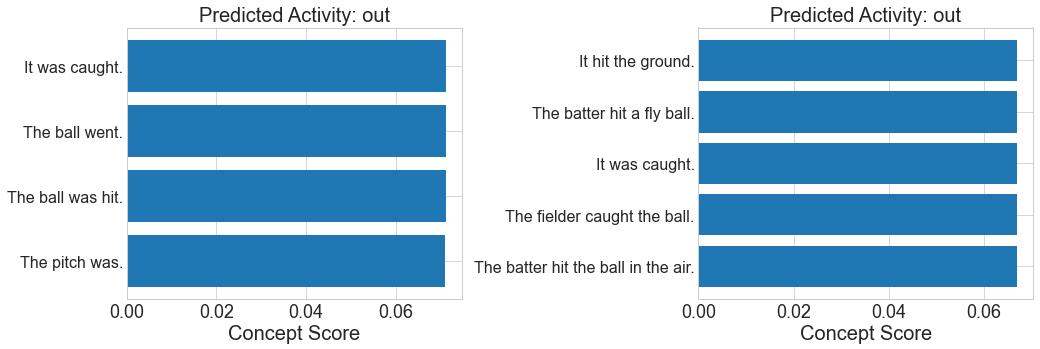 Predicted Activity: out
It was caught.
The ball went.
The ball was hit.
The pitch was.
0.00 0.02 0.04 0.06
Concept Score
Predicted Activity: out
It hit the ground.
The batter hit a fly ball.
It was caught.
The fielder caught the ball.
The batter hit the ball in the air.
0.00 0.02 0.04 0.06
Concept Score